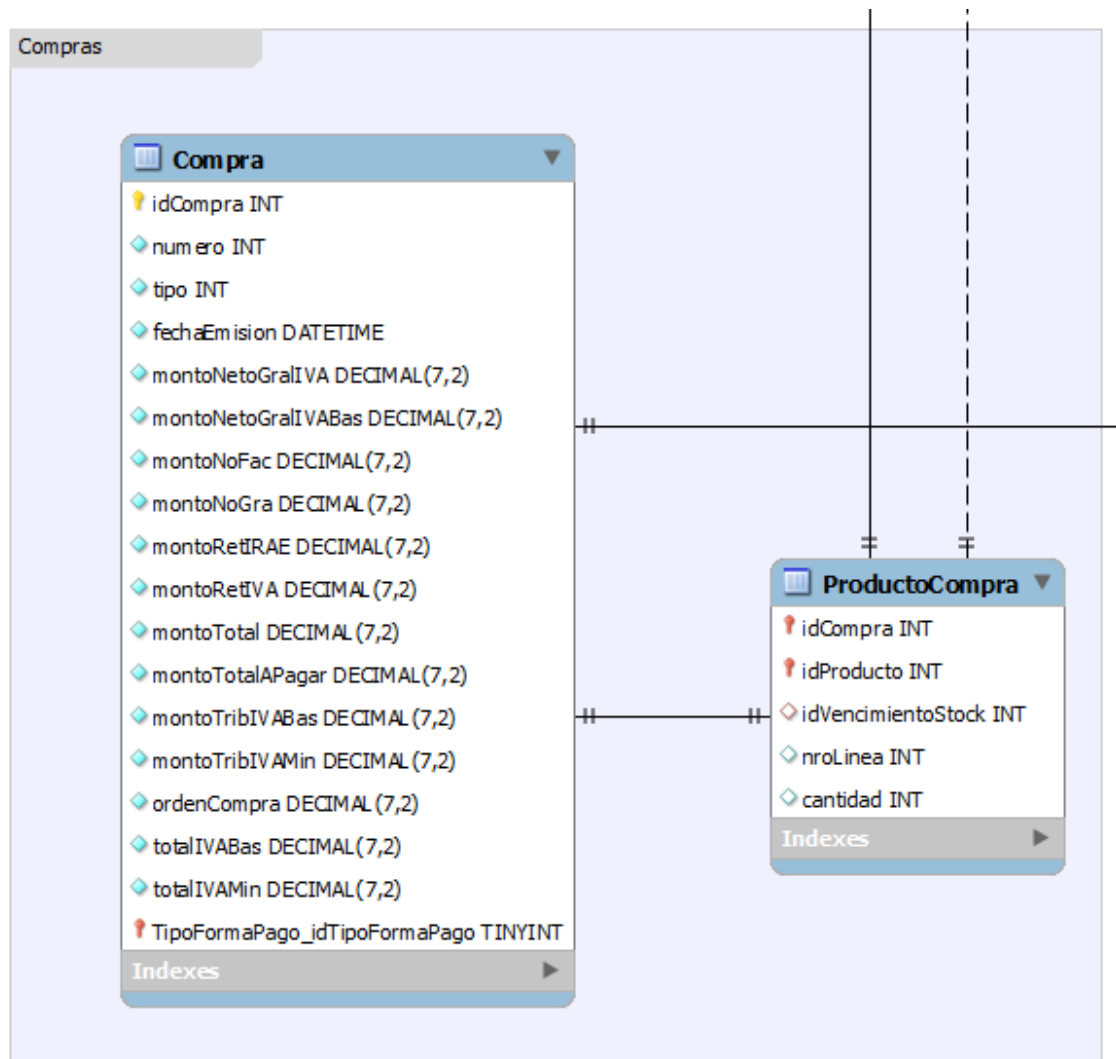 Compras
Compra
idCompra INT
numero INT
tipo INT
fechaEmision DATETIME
montoNetoGralIVA DECIMAL(7,2)
montoNetoGralIVABas DECIMAL(7,2)
montoNoFac DECIMAL(7,2)
montoNoGra DECIMAL(7,2)
montoRetIRAE DECIMAL(7,2)
montoRetIVA DECIMAL(7,2)
montoTotal DECIMAL(7,2)
montoTotalAPagar DECIMAL(7,2)
montoTribIVABas DECIMAL(7,2)
montoTribIVAMin DECIMAL(7,2)
ordenCompra DECIMAL(7,2)
totalIVABas DECIMAL(7,2)
totalIVAMin DECIMAL(7,2)
TipoFormaPago_idTipoFormaPago TINYINT
Indexes
ProductoCompra
idCompra INT
idProducto INT
idVencimientoStock INT
nroLinea INT
cantidad INT
Indexes